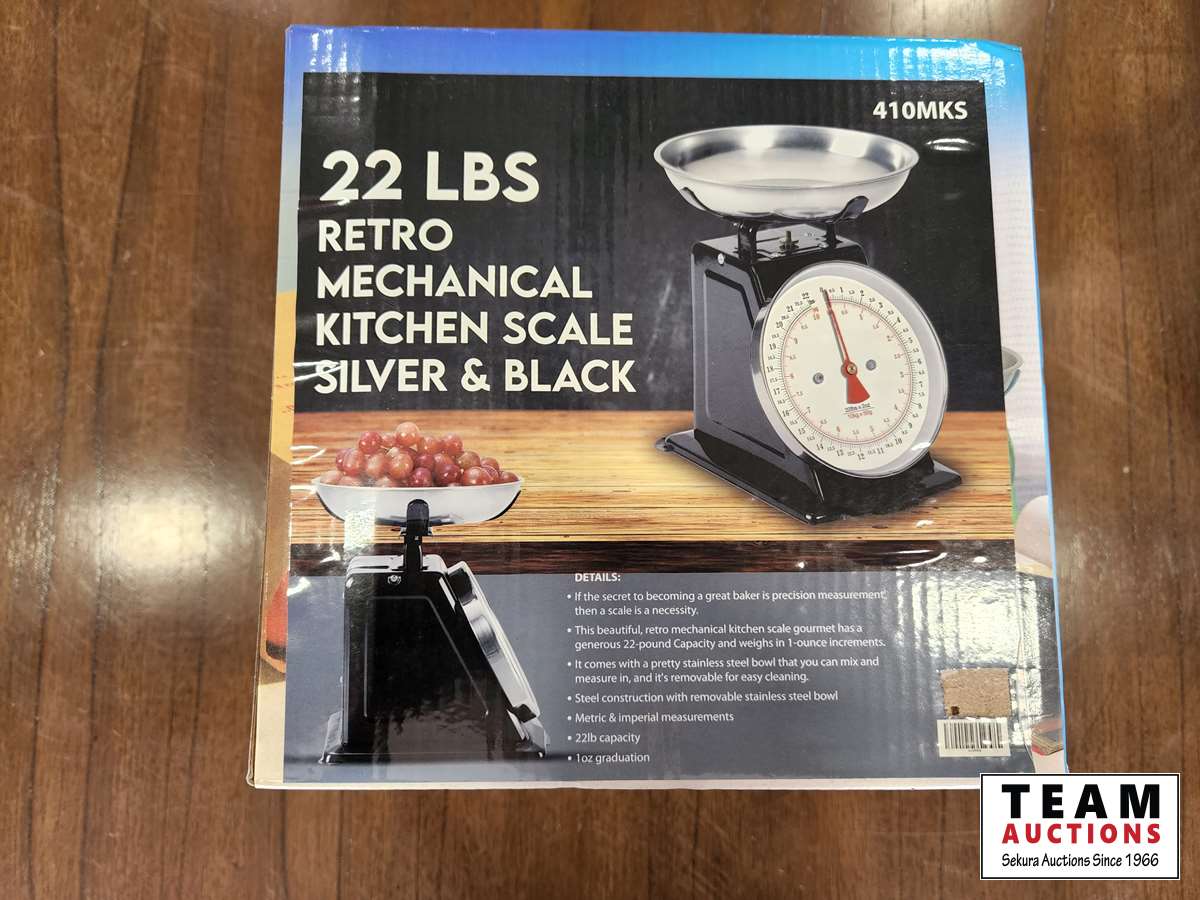 410MKS
22 LBS
RETRO
MECHANICAL
KITCHEN SCALE
SILVER & BLACK
DETAILS:
• If the secret to becoming a great baker is precision measurement,
then a scale is a necessity.
• This beautiful, retro mechanical kitchen scale gourmet has a
generous 22-pound Capacity and weighs in 1-ounce increments.
• It comes with a pretty stainless steel bowl that you can mix and
measure in, and it's removable for easy cleaning.
• Steel construction with removable stainless steel bowl
• Metric & imperial measurements
• 22lb capacity
• 1oz graduation
TEAM
AUCTIONS
Sekura Auctions Since 1966